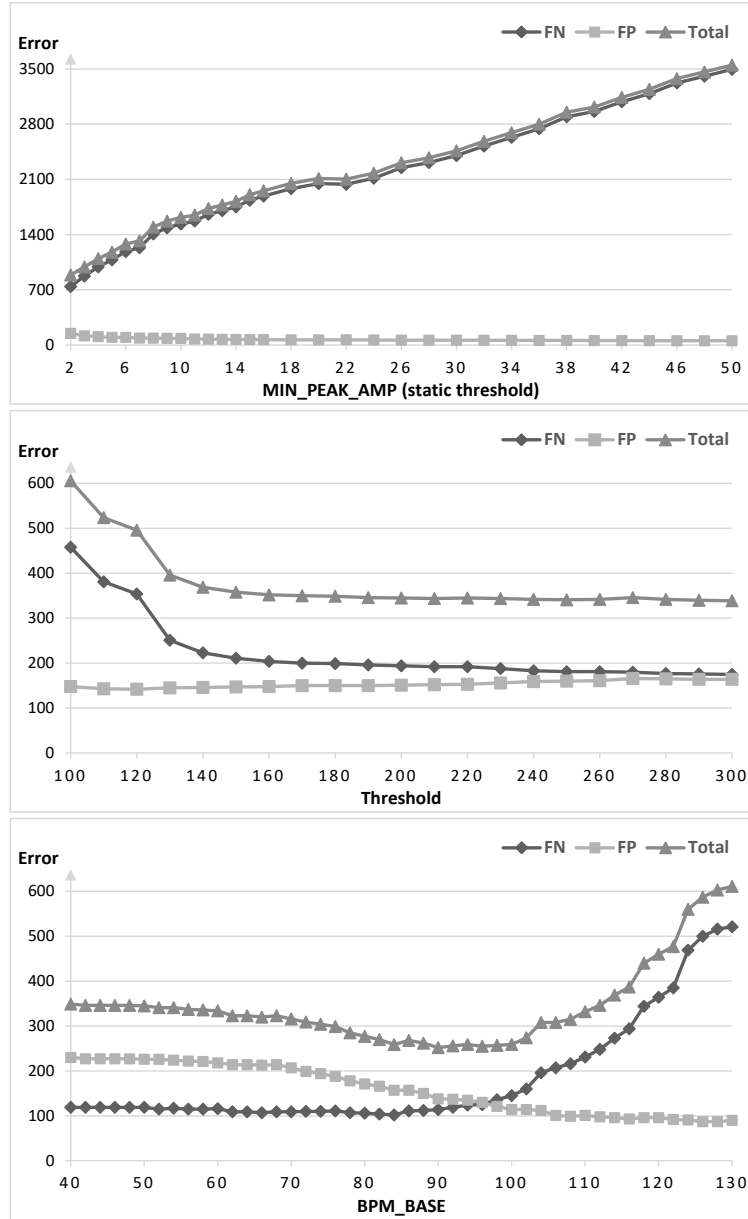 Error
FN FP Total
3500
2800
2100
1400
700
0
2 6 10 14 18 22 26 30 34 38 42 46 50
MIN_PEAK_AMP (static threshold)
Error
FN FP Total
600
500
400
300
200
100
0
100 120 140 160 180 200 220 240 260 280 300
Threshold
Error
FN FP Total
600
500
400
300
200
100
0
40 50 60 70 80 90 100 110 120 130
BPM_BASE